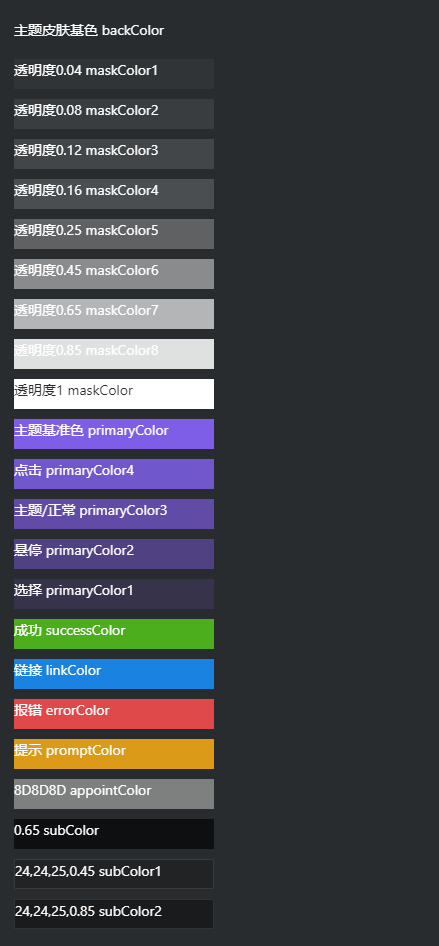 主题皮肤基色 backColor
透明度0.04 maskColor1
透明度0.08 maskColor2
透明度0.12 maskColor3
透明度0.16 maskColor4
透明度0.25 maskColor5
透明度0.45 maskColor6
透明度0.65 maskColor7
透明度0.85 maskColor8
透明度1 maskColor
主题基准色 primaryColor
点击 primaryColor4
主题/正常 primaryColor3
悬停 primaryColor2
选择 primaryColor1
成功 successColor
链接 linkColor
报错 errorColor
提示 promptColor
8D8D8D appointColor
0.65 subColor
24,24,25,0.45 subColor1
24,24,25,0.85 subColor2